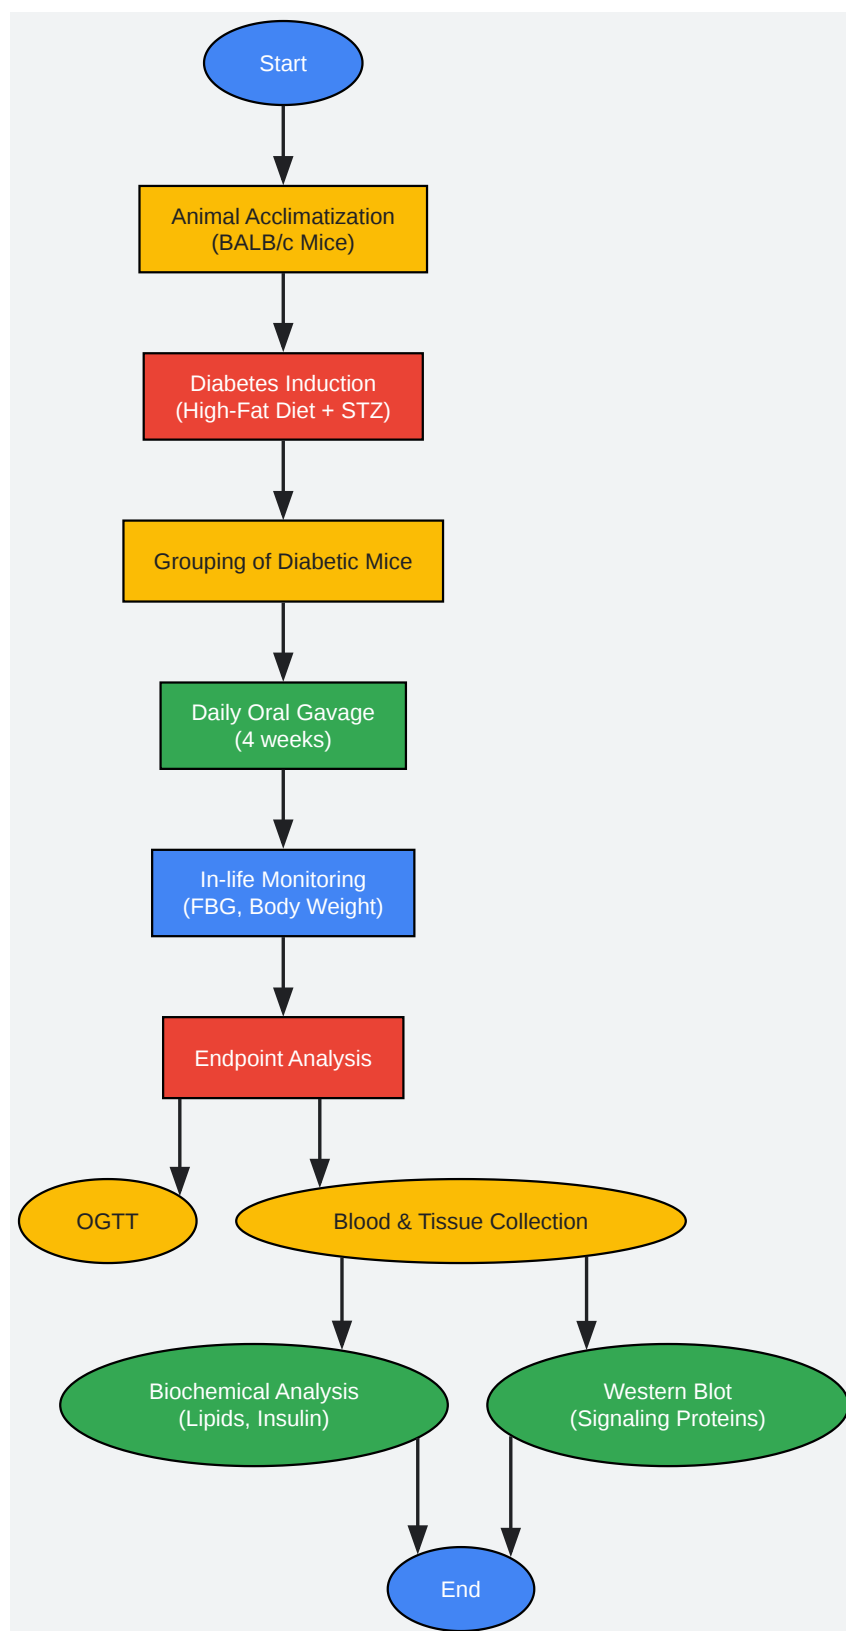 Start
Animal Acclimatization
(BALB/c Mice)
Diabetes Induction
(High-Fat Diet + STZ)
Grouping of Diabetic Mice
Daily Oral Gavage
(4 weeks)
In-life Monitoring
(FBG, Body Weight)
Endpoint Analysis
OGTT
Blood & Tissue Collection
Biochemical Analysis
(Lipids, Insulin)
Western Blot
(Signaling Proteins)
End